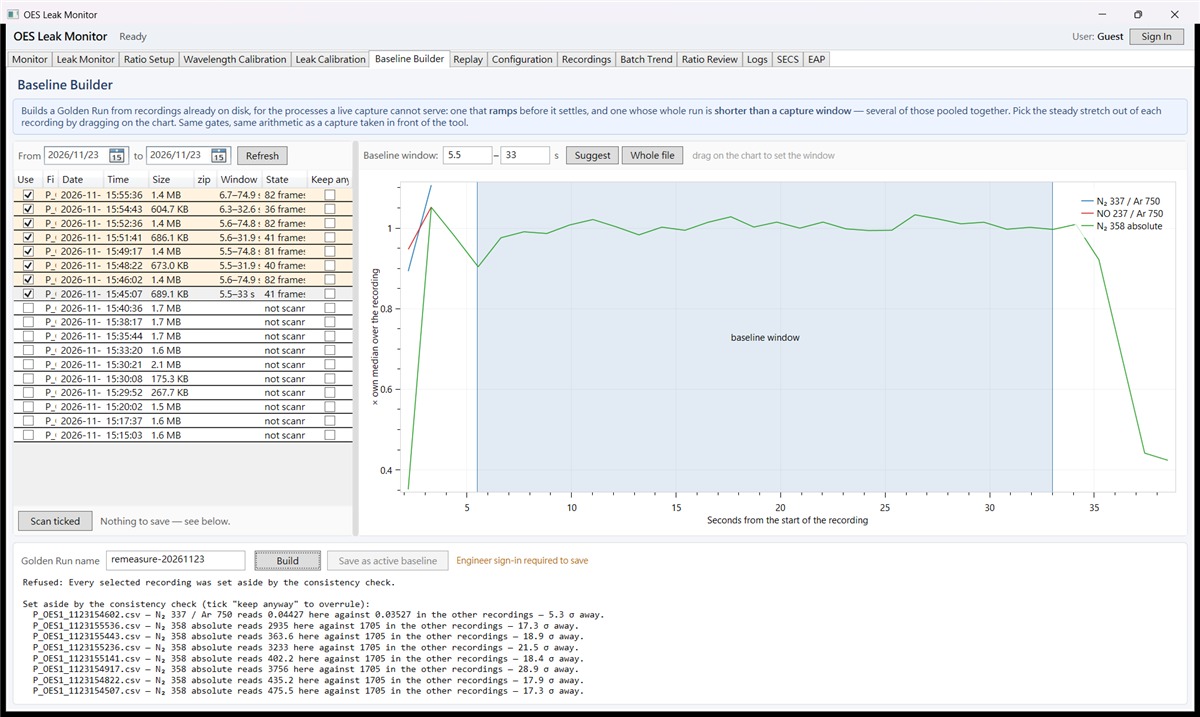 OES Leak Monitor
OES Leak Monitor Ready User: Guest Sign In
Monitor Leak Monitor Ratio Setup Wavelength Calibration Leak Calibration Baseline Builder Replay Configuration Recordings Batch Trend Ratio Review Logs SECS EAP
Baseline Builder
Builds a Golden Run from recordings already on disk, for the processes a live capture cannot serve: one that ramps before it settles, and one whose whole run is shorter than a capture window — several of those pooled together. Pick the steady stretch out of each
recording by dragging on the chart. Same gates, same arithmetic as a capture taken in front of the tool.
From 2026/11/23 15 to 2026/11/23 15 Refresh
Use Fi Date Time Size zip Window State Keep any
P_( 2026-11- 15:55:36 1.4 MB 6.7–74.9 s 82 frames
P_( 2026-11- 15:54:43 604.7 KB 6.3–32.6 s 36 frames
P_( 2026-11- 15:52:36 1.4 MB 5.6–74.8 s 82 frames
P_( 2026-11- 15:51:41 686.1 KB 5.6–31.9 s 41 frames
P_( 2026-11- 15:49:17 1.4 MB 5.5–74.8 s 81 frames
P_( 2026-11- 15:48:22 673.0 KB 5.5–31.9 s 40 frames
P_( 2026-11- 15:46:02 1.4 MB 5.6–74.9 s 82 frames
P_( 2026-11- 15:45:07 689.1 KB 5.5–33 s 41 frames
P_( 2026-11- 15:40:36 1.7 MB not scanr
P_( 2026-11- 15:38:17 1.7 MB not scanr
P_( 2026-11- 15:35:44 1.7 MB not scanr
P_( 2026-11- 15:33:20 1.6 MB not scanr
P_( 2026-11- 15:30:21 2.1 MB not scanr
P_( 2026-11- 15:30:08 175.3 KB not scanr
P_( 2026-11- 15:29:52 267.7 KB not scanr
P_( 2026-11- 15:20:02 1.5 MB not scanr
P_( 2026-11- 15:17:37 1.6 MB not scanr
P_( 2026-11- 15:15:03 1.6 MB not scanr
Scan ticked Nothing to save — see below.
Baseline window: 5.5 – 33 s Suggest Whole file drag on the chart to set the window
N₂ 337 / Ar 750
NO 237 / Ar 750
N₂ 358 absolute
× own median over the recording
1
0.8
0.6
0.4
baseline window
5 10 15 20 25 30 35
Seconds from the start of the recording
Golden Run name remeasure-20261123 Build Save as active baseline Engineer sign-in required to save
Refused: Every selected recording was set aside by the consistency check.
Set aside by the consistency check (tick "keep anyway" to overrule):
P_OES1_1123154602.csv — N₂ 337 / Ar 750 reads 0.04427 here against 0.03527 in the other recordings — 5.3 σ away.
P_OES1_1123155536.csv — N₂ 358 absolute reads 2935 here against 1705 in the other recordings — 17.3 σ away.
P_OES1_1123155443.csv — N₂ 358 absolute reads 363.6 here against 1705 in the other recordings — 18.9 σ away.
P_OES1_1123155236.csv — N₂ 358 absolute reads 3233 here against 1705 in the other recordings — 21.5 σ away.
P_OES1_1123155141.csv — N₂ 358 absolute reads 402.2 here against 1705 in the other recordings — 18.4 σ away.
P_OES1_1123154917.csv — N₂ 358 absolute reads 3756 here against 1705 in the other recordings — 28.9 σ away.
P_OES1_1123154822.csv — N₂ 358 absolute reads 435.2 here against 1705 in the other recordings — 17.9 σ away.
P_OES1_1123154507.csv — N₂ 358 absolute reads 475.5 here against 1705 in the other recordings — 17.3 σ away.